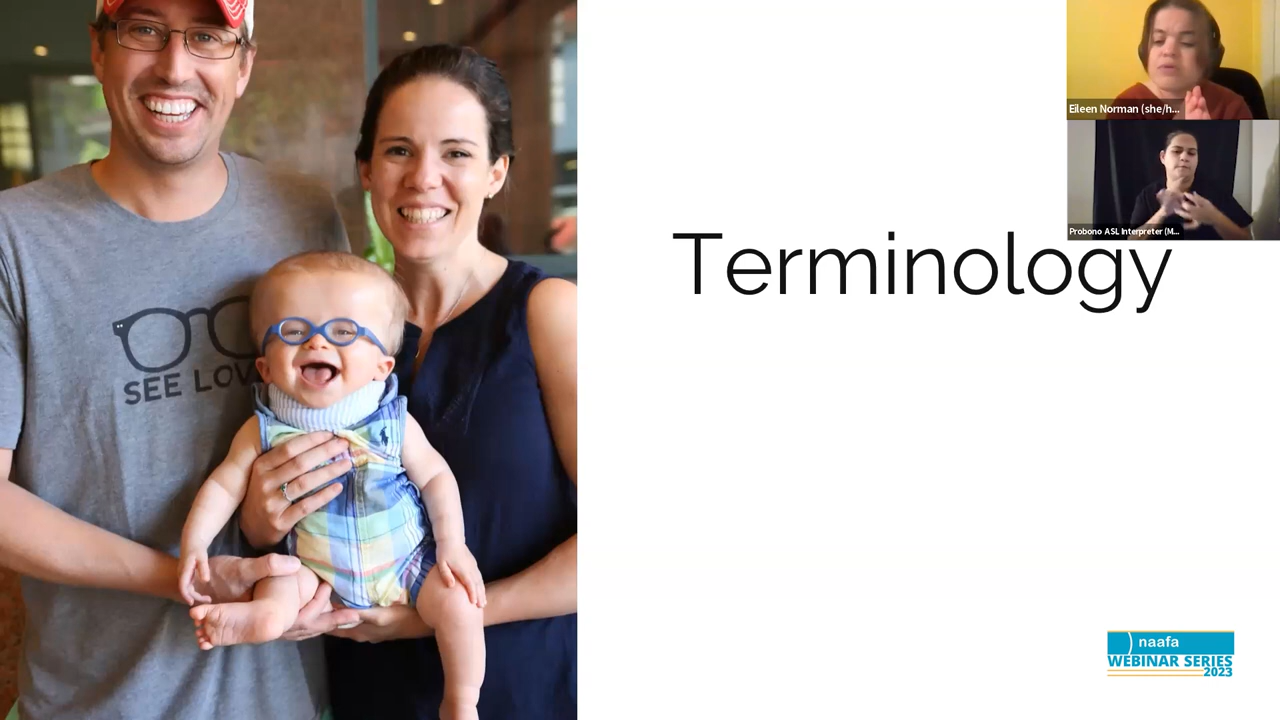 SEE LOV
Eileen Norman (she/h...
Probono ASL Interpreter (M...
Terminology
naafa
WEBINAR SERIES
2023